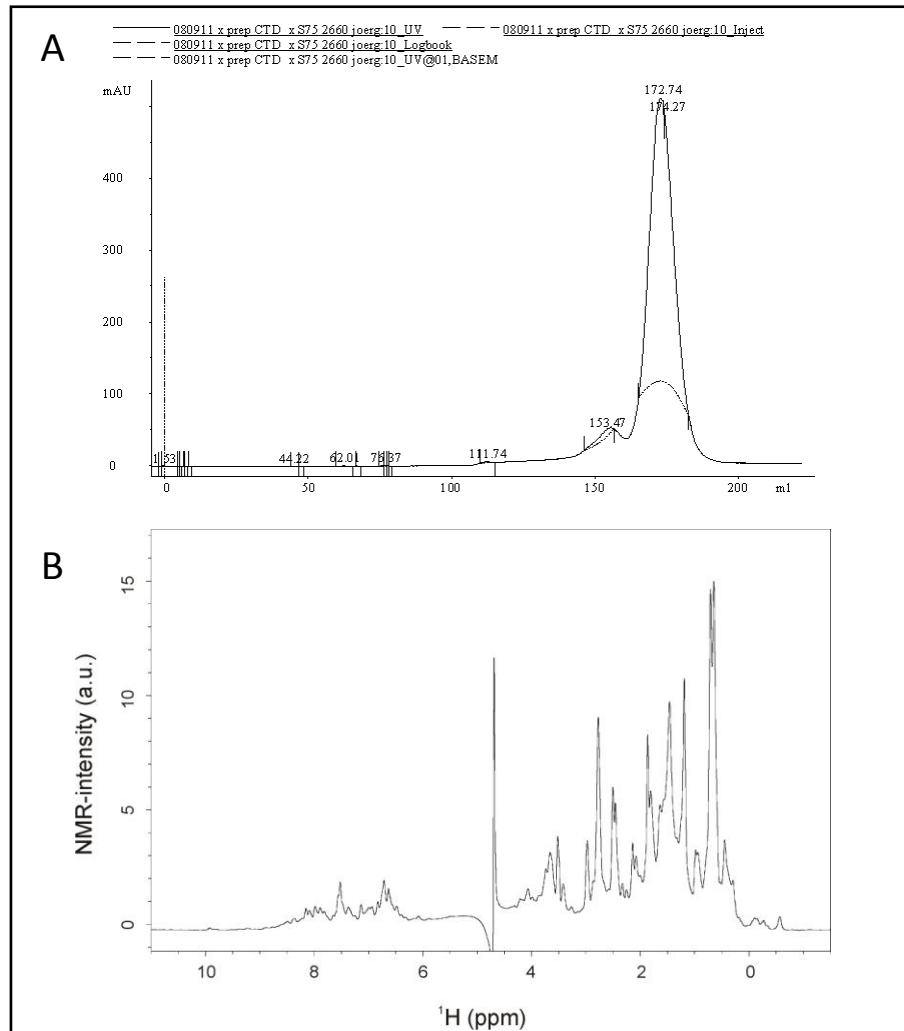 A
080911 x prep CTD x S75 2660 joerg:10_UV 080911 x prep CTD x S75 2660 joerg:10_Inject
080911 x prep CTD x S75 2660 joerg:10_Logbook
080911 x prep CTD x S75 2660 joerg:10_UV@01,BASEM
mAU
172.74
174.27
400
300
200
100
153.47
111.74
44.22 62.01
0
0 50 100 150 200 ml
B
NMR-intensity (a.u.)
15
10
5
0
10 8 6 4 2 0
¹H (ppm)